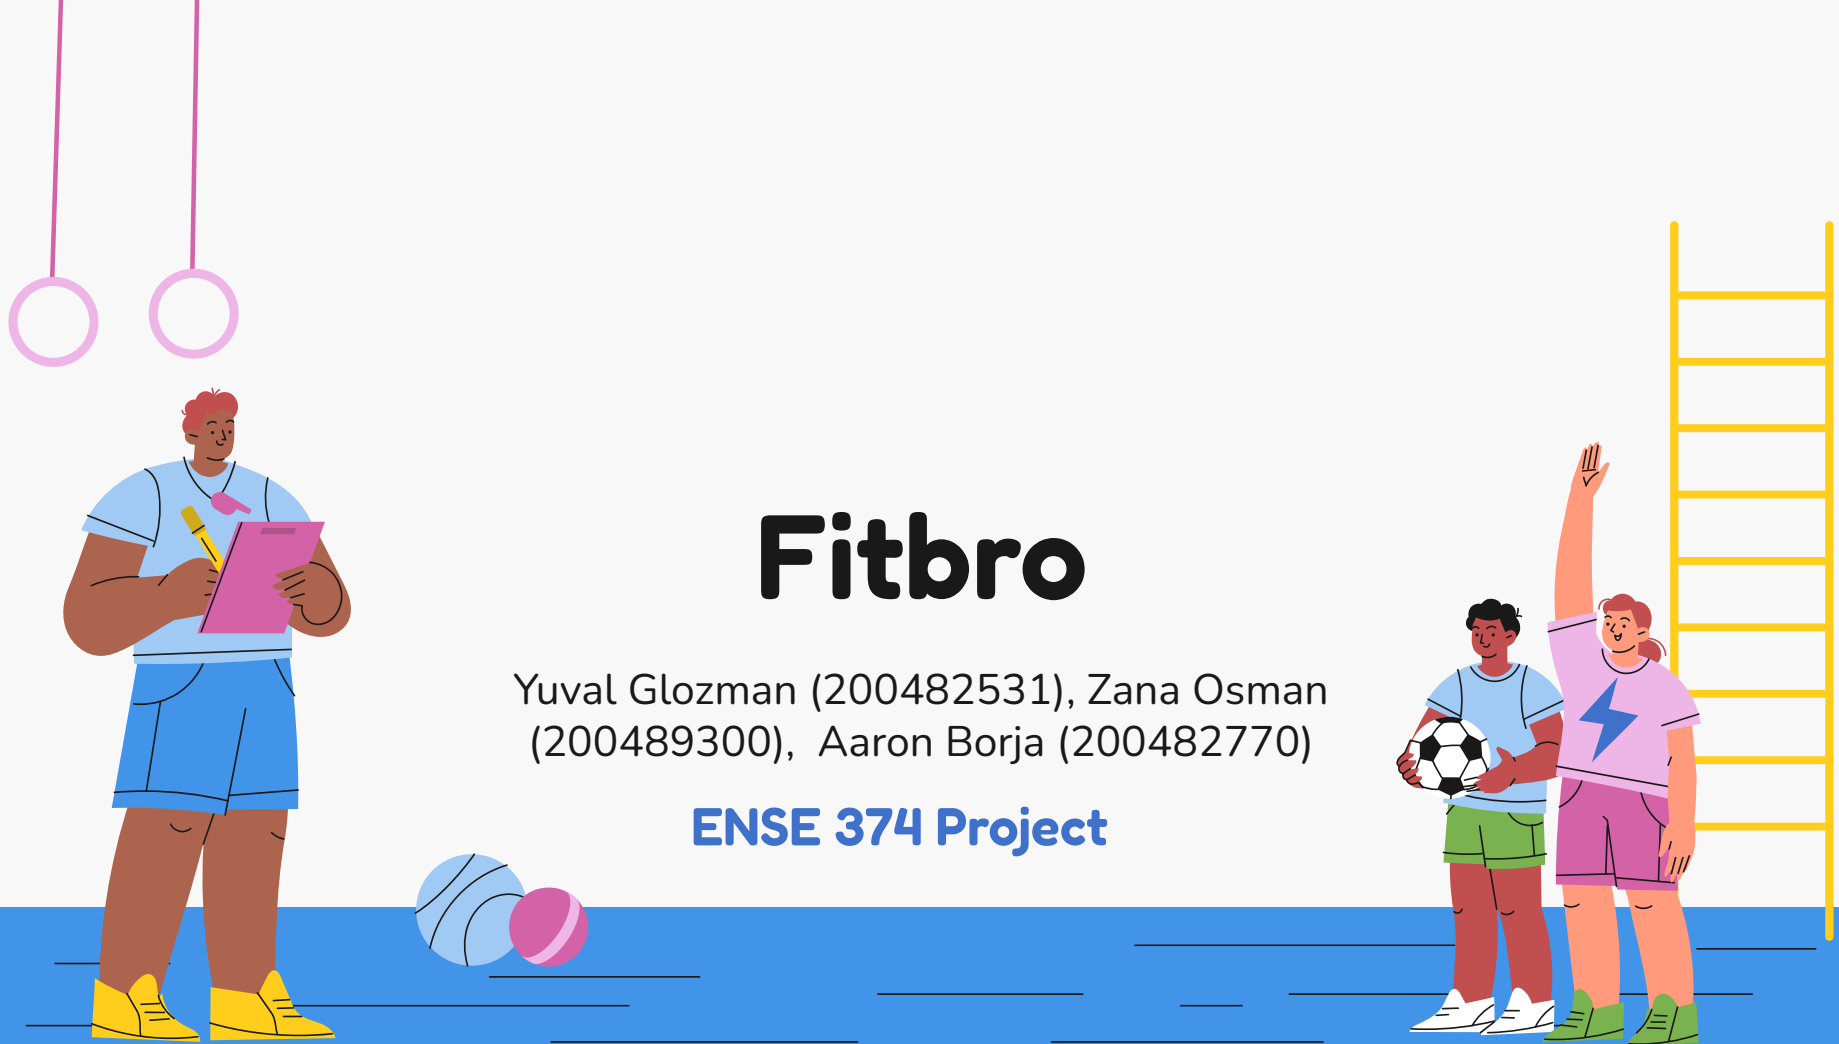 Fitbro
Yuval Glozman (200482531), Zana Osman
(200489300),  Aaron Borja (200482770)
ENSE 374 Project